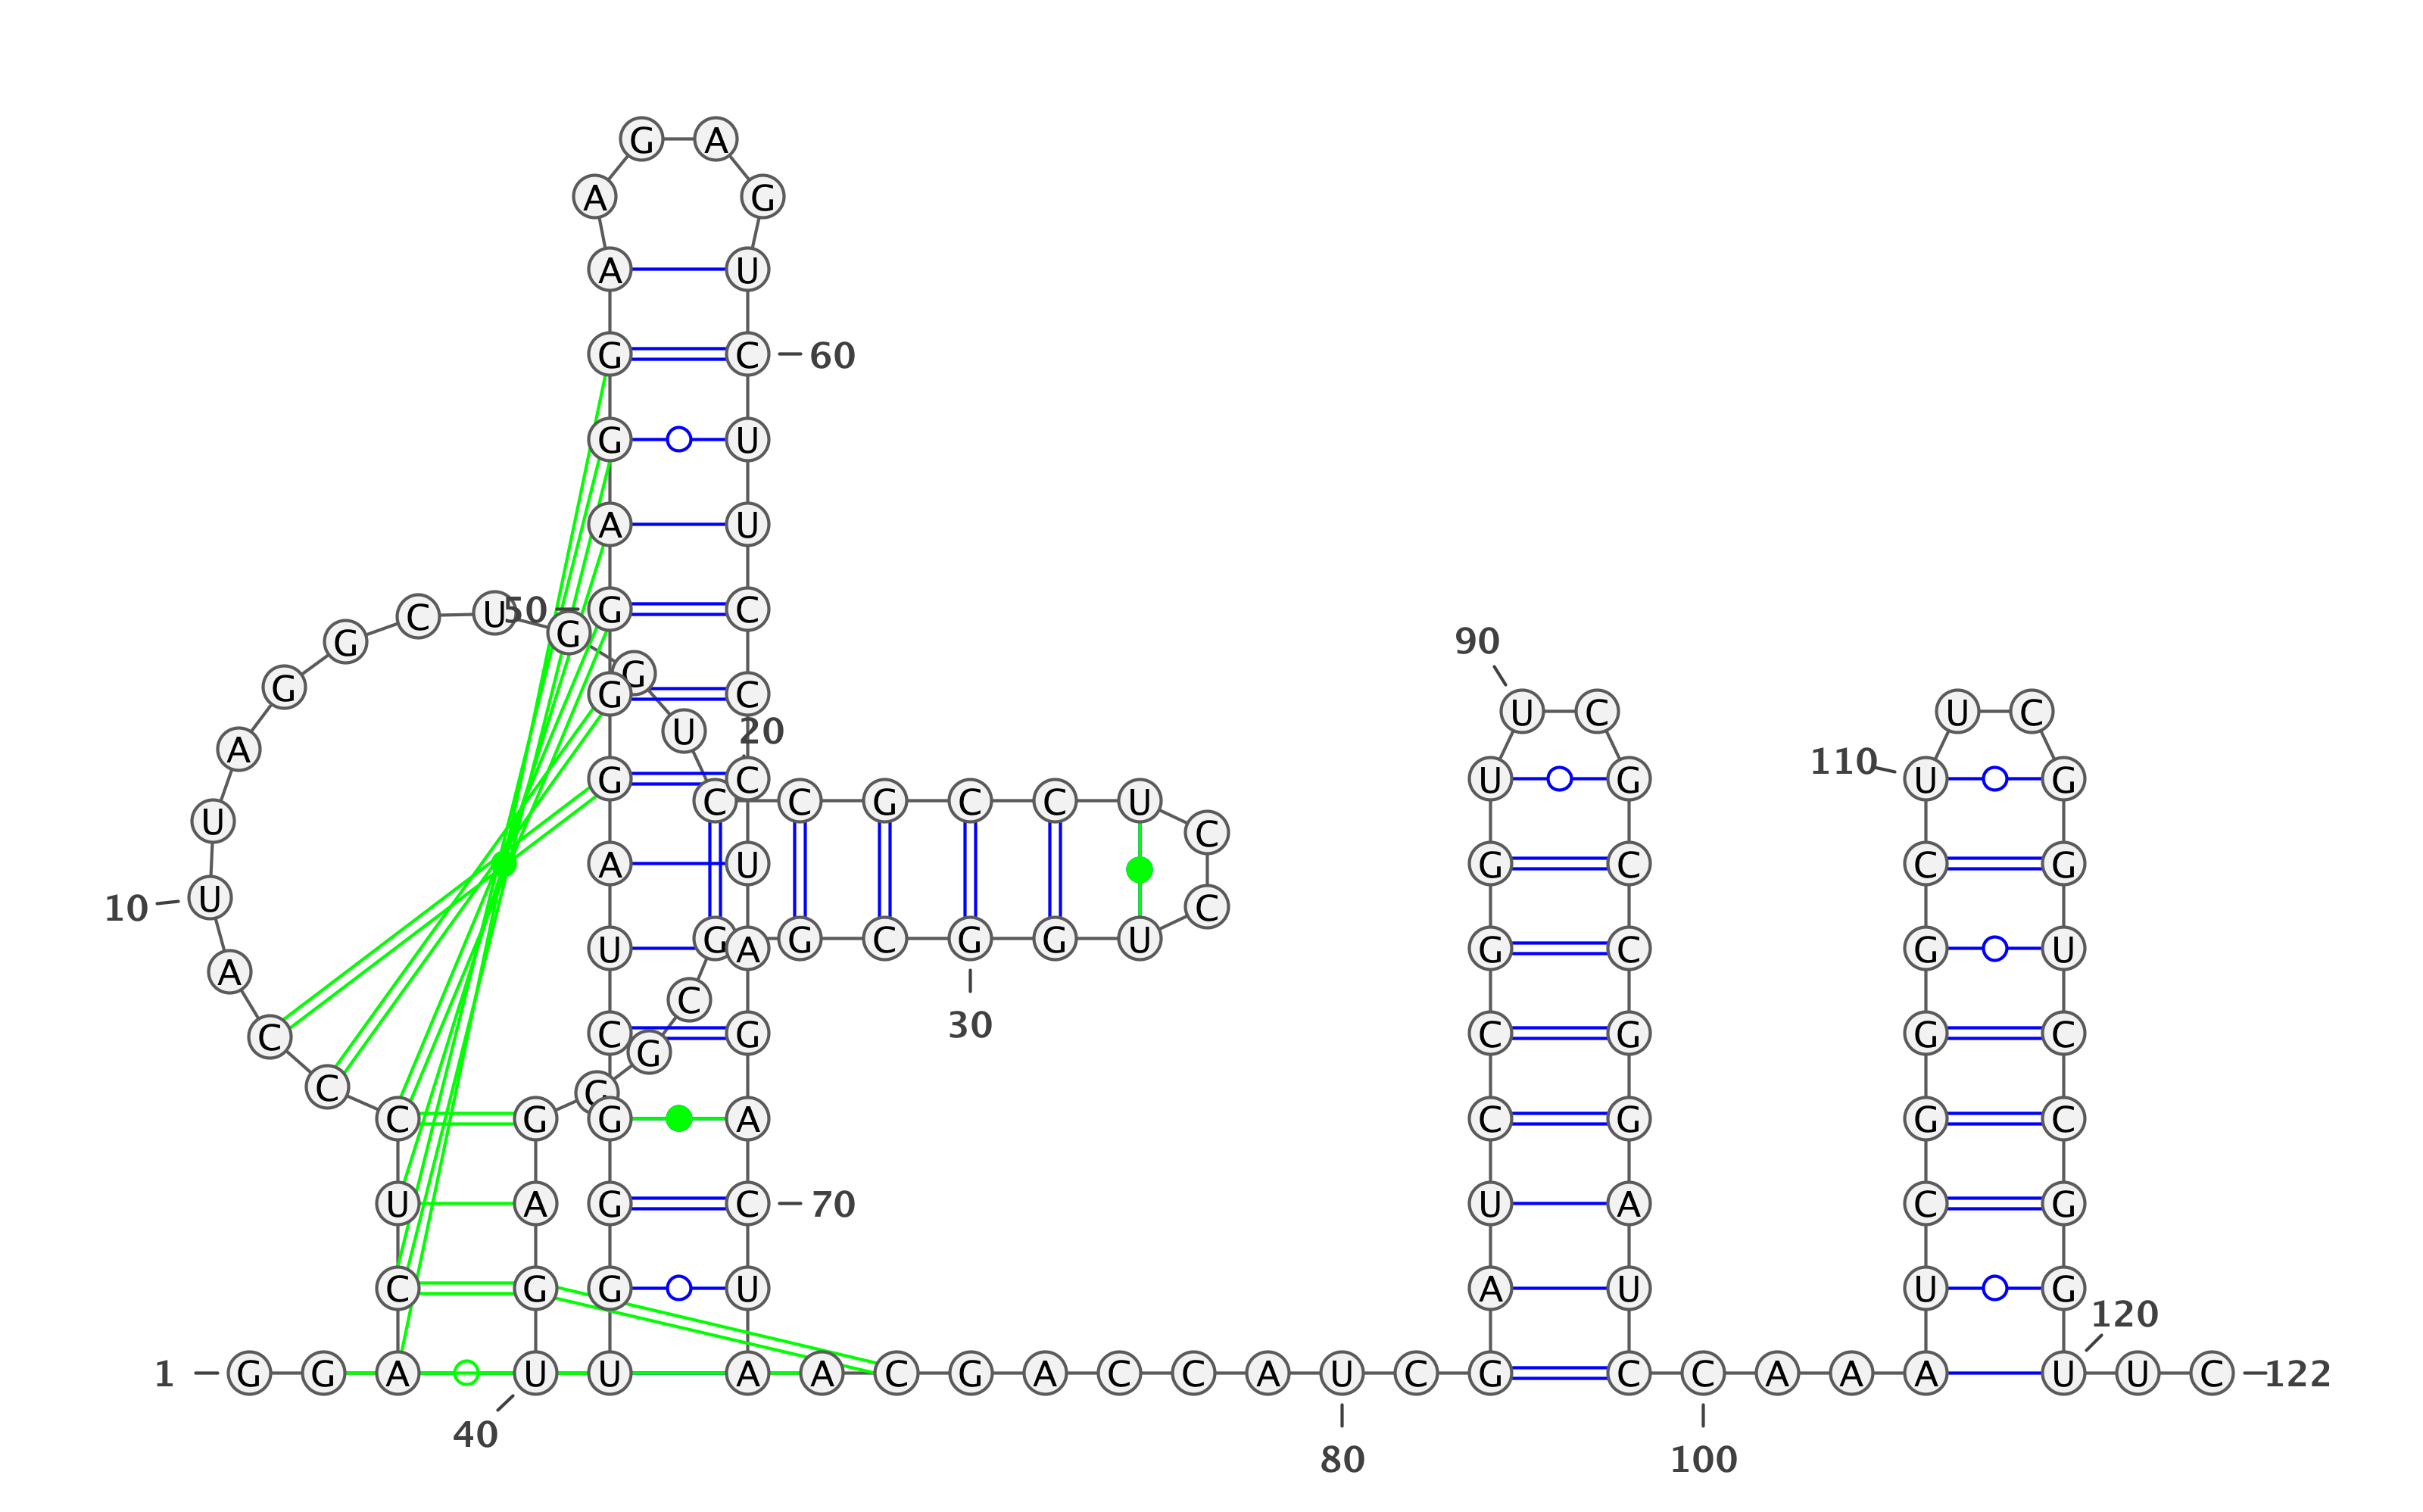 G A
A G
A U
G C 60
G U
A U
C U 50 G C
G G 90
G G G C
U C U C
U 20
A
G C U G 110 U G
C C G C C U
U C
A U G C C G
10 U C
U G A G C G G U G C G U
A
C
C C G G C G G C
G 30
C C
C G G A C G G C
U A G C 70 U A C G
C G G U A U U G
120
1 G G A U U A A C G A C C A U C G C C A A A U U C 122
40
80 100